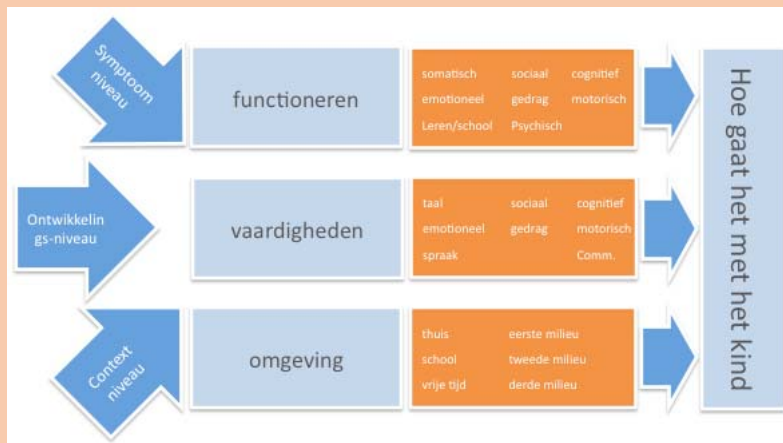 Symptoom
niveau
functioneren
somatisch sociaal cognitief
emotioneel gedrag motorisch
Leren/school Psychisch
Ontwikkelin
gs-niveau
vaardigheden
taal sociaal cognitief
emotioneel gedrag motorisch
spraak Comm.
Context
niveau
omgeving
thuis eerste milieu
school tweede milieu
vrije tijd derde milieu
Hoe gaat het met het kind